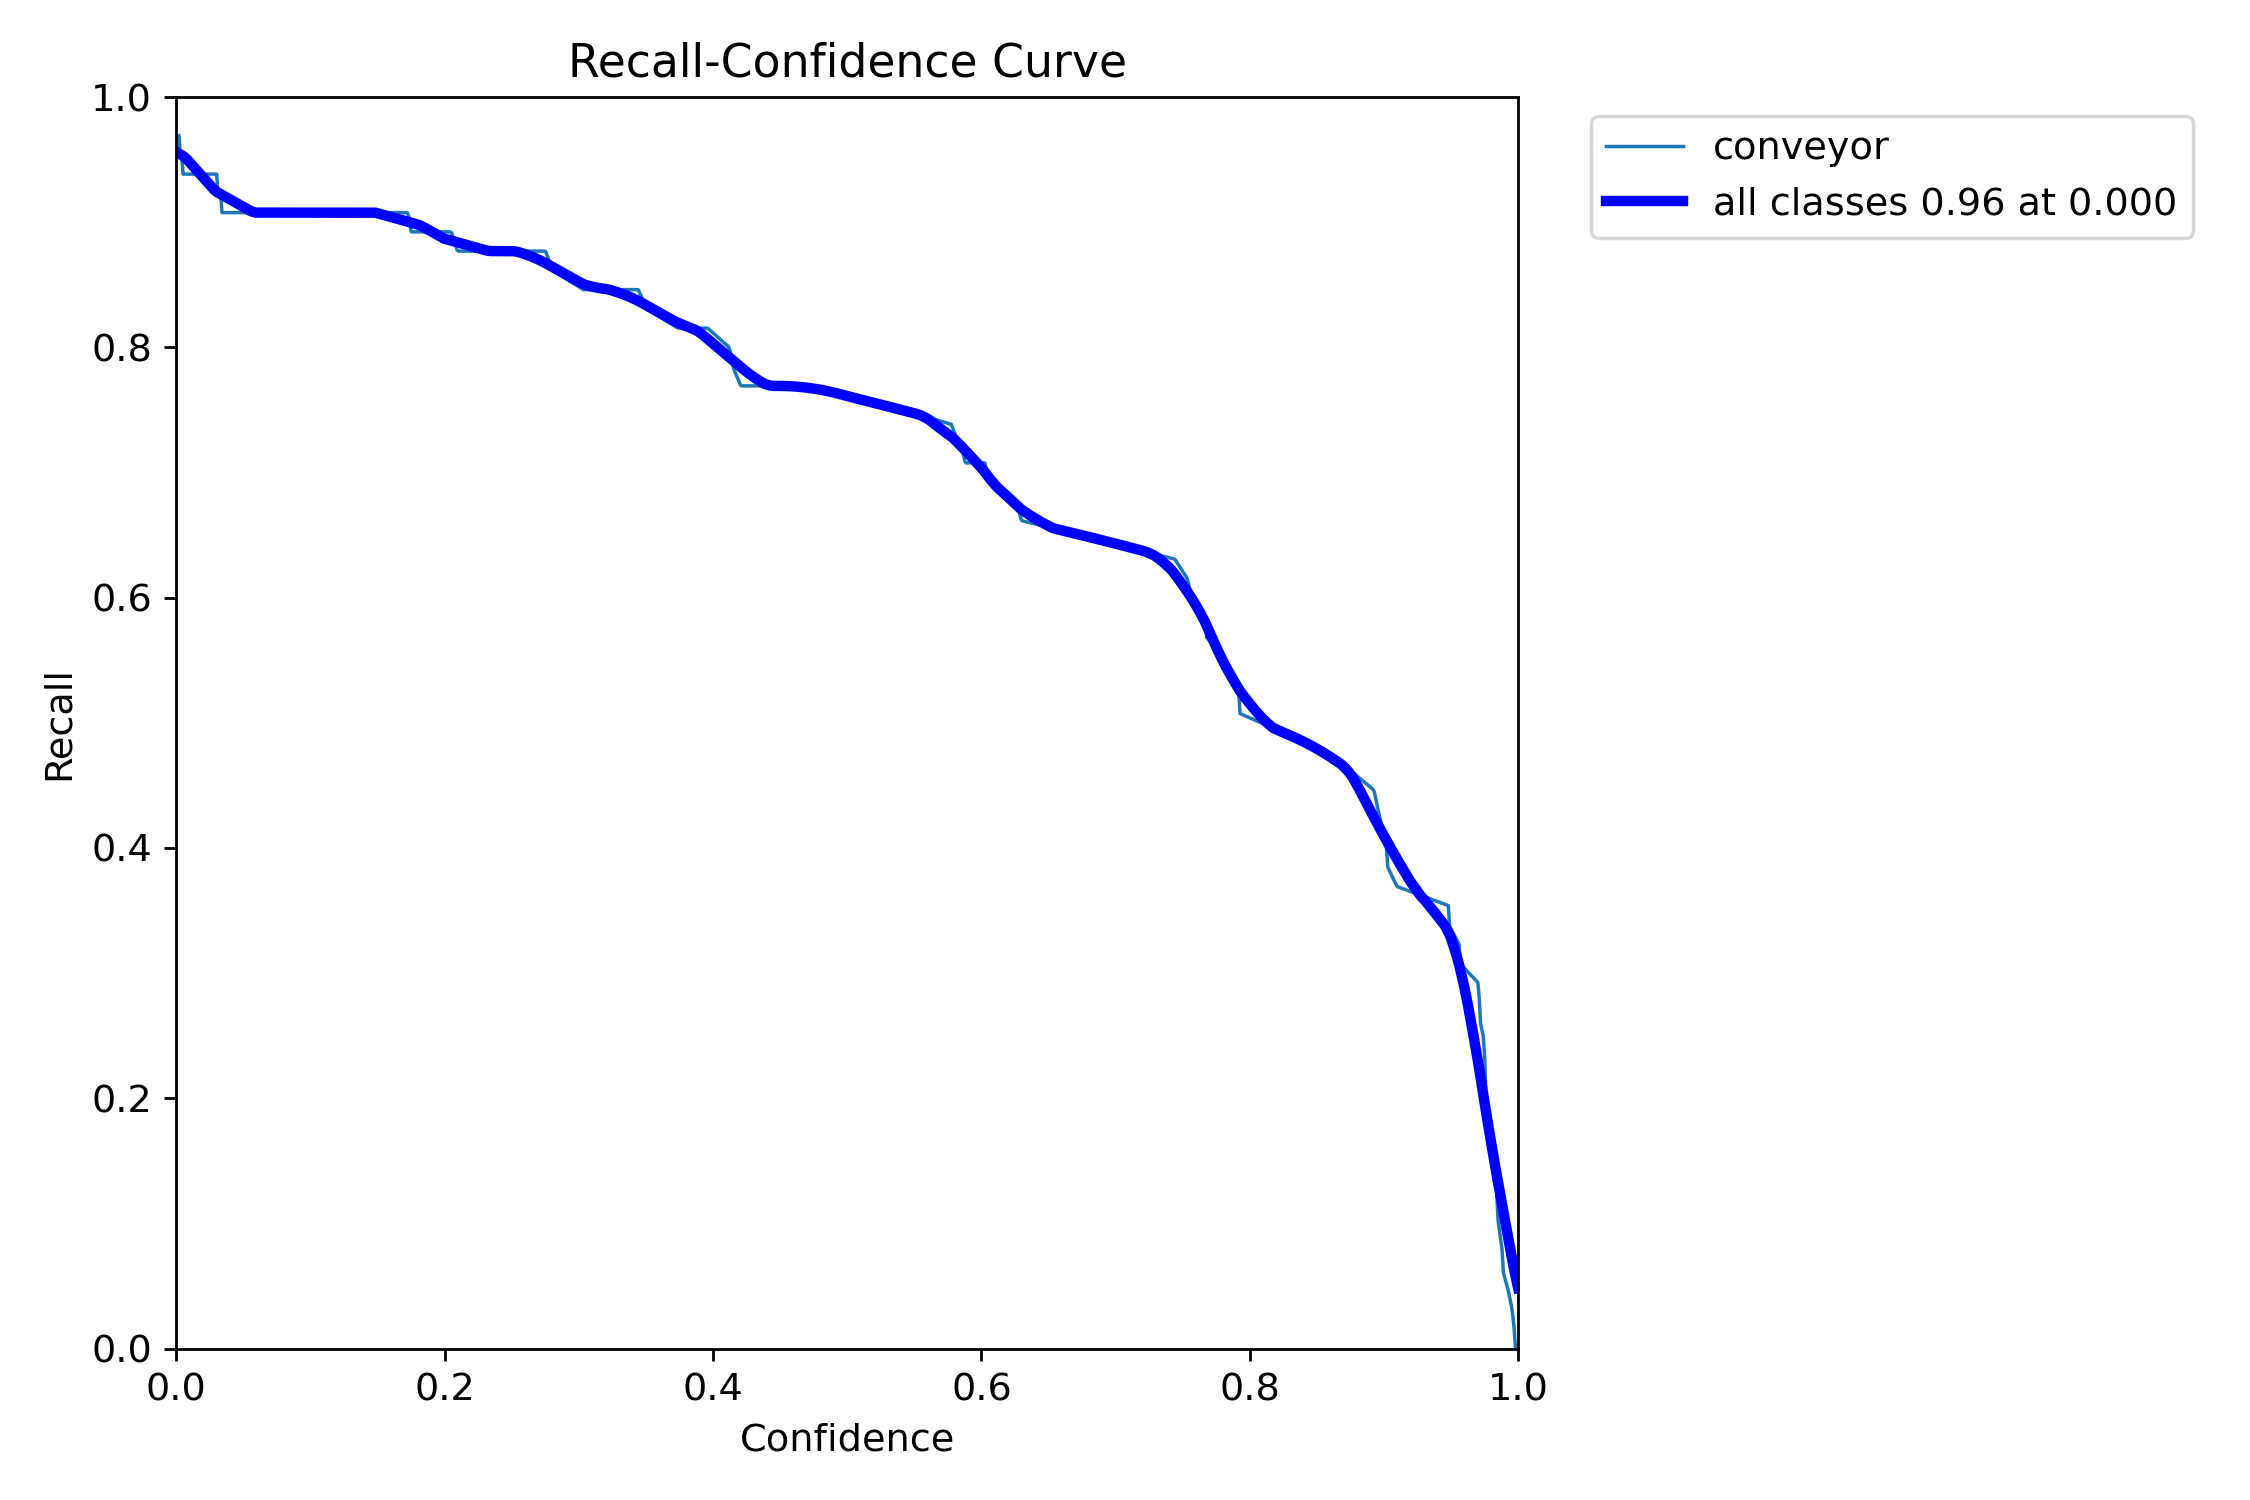 Recall-Confidence Curve
1.0
0.8
0.6
0.4
0.2
0.0
Recall
0.0 0.2 0.4 0.6 0.8 1.0
Confidence
conveyor
all classes 0.96 at 0.000